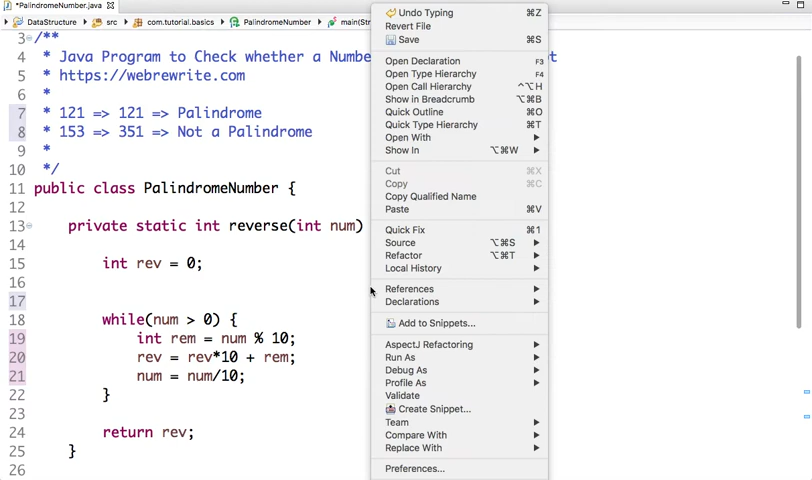 *PalindromeNumber.java
DataStructure
src
com.tutorial.basics
PalindromeNumber
main(Str
3 /**
4 * Java Program to Check whether a Numbe
5 * https://webrewrite.com
6 *
7 * 121 => 121 => Palindrome
8 * 153 => 351 => Not a Palindrome
9 *
10 */
11 public class PalindromeNumber {
12
13 private static int reverse(int num)
14
15 int rev = 0;
16
17
18 while(num > 0) {
19 int rem = num % 10;
20 rev = rev*10 + rem;
21 num = num/10;
22 }
23
24 return rev;
25 }
26
Undo Typing ⌘Z
Revert File
Save ⌘S
Open Declaration F3
Open Type Hierarchy F4
Open Call Hierarchy ^⌥H
Show in Breadcrumb ⌥⌘B
Quick Outline ⌘O
Quick Type Hierarchy ⌘T
Open With
Show In ⌥⌘W
Cut ⌘X
Copy ⌘C
Copy Qualified Name
Paste ⌘V
Quick Fix ⌘1
Source ⌥⌘S
Refactor ⌥⌘T
Local History
References
Declarations
Add to Snippets...
AspectJ Refactoring
Run As
Debug As
Profile As
Validate
Create Snippet...
Team
Compare With
Replace With
Preferences...